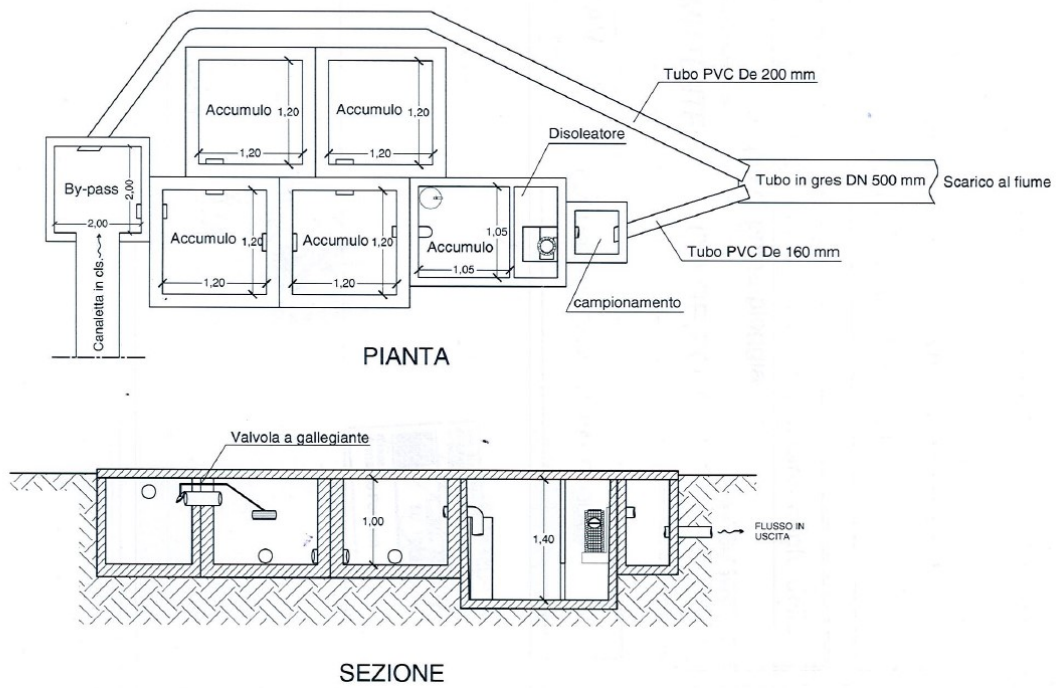 Tubo PVC De 200 mm
Disoleatore
Accumulo 1,20
1,20
Accumulo 1,20
1,20
By-pass
2,00
2,00
Canaletta in cls.
Accumulo 1,20
1,20
Accumulo 1,20
1,20
1,05
Accumulo
1,05
Tubo in gres DN 500 mm
Scarico al fiume
Tubo PVC De 160 mm
campionamento
PIANTA
Valvola a gallegiante
1,00
1,40
FLUSSO IN
USCITA
SEZIONE